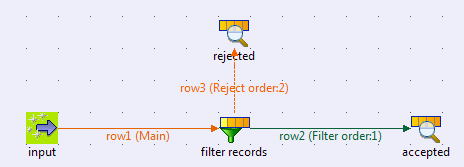 rejected
row3 (Reject order:2)
row1 (Main)
row2 (Filter order:1)
input
filter records
accepted